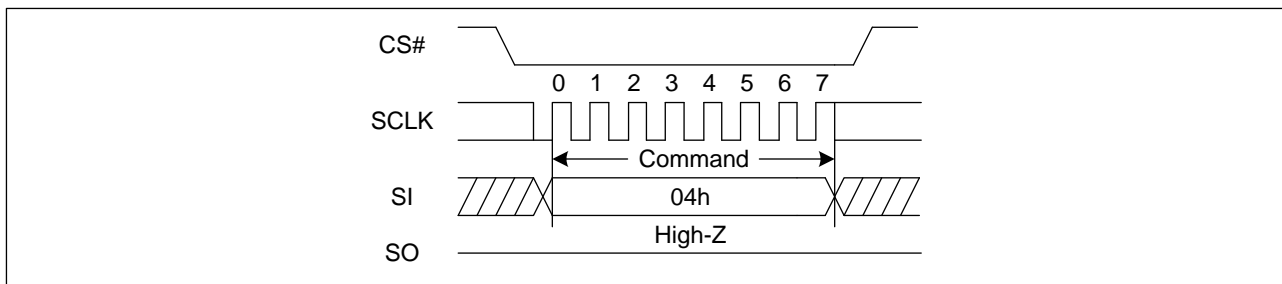 CS#
0 1 2 3 4 5 6 7
SCLK
Command
SI
04h
High-Z
SO